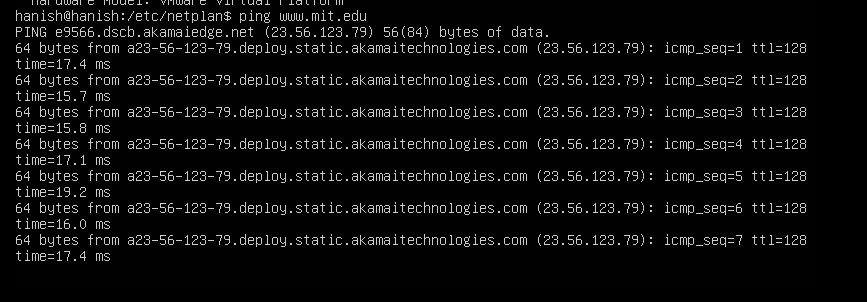 Hardware Model: VMware Virtual Platform
hanish@hanish:/etc/netplan$ ping www.mit.edu
PING e9566.dscb.akamaiedge.net (23.56.123.79) 56(84) bytes of data.
64 bytes from a23-56-123-79.deploy.static.akamaitechnologies.com (23.56.123.79): icmp_seq=1 ttl=128
time=17.4 ms
64 bytes from a23-56-123-79.deploy.static.akamaitechnologies.com (23.56.123.79): icmp_seq=2 ttl=128
time=15.7 ms
64 bytes from a23-56-123-79.deploy.static.akamaitechnologies.com (23.56.123.79): icmp_seq=3 ttl=128
time=15.8 ms
64 bytes from a23-56-123-79.deploy.static.akamaitechnologies.com (23.56.123.79): icmp_seq=4 ttl=128
time=17.1 ms
64 bytes from a23-56-123-79.deploy.static.akamaitechnologies.com (23.56.123.79): icmp_seq=5 ttl=128
time=19.2 ms
64 bytes from a23-56-123-79.deploy.static.akamaitechnologies.com (23.56.123.79): icmp_seq=6 ttl=128
time=16.0 ms
64 bytes from a23-56-123-79.deploy.static.akamaitechnologies.com (23.56.123.79): icmp_seq=7 ttl=128
time=17.4 ms